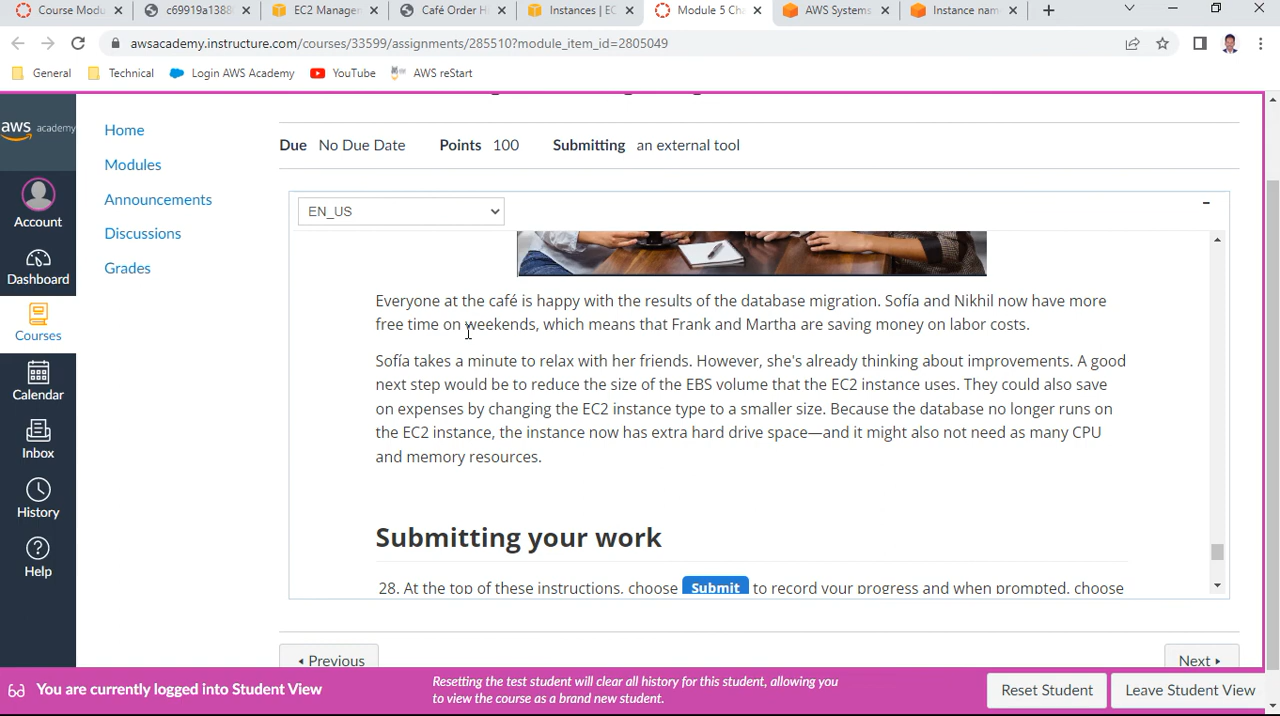 Course Modu
c69919a1388
EC2 Manage
Café Order H
Instances | EC
Module 5 Cha
AWS Systems
Instance nam
awsacademy.instructure.com/courses/33599/assignments/285510?module_item_id=2805049
General
Technical
Login AWS Academy
YouTube
AWS reStart
aws academy
Account
Dashboard
Courses
Calendar
Inbox
History
Help
Home
Modules
Announcements
Discussions
Grades
Due No Due Date Points 100 Submitting an external tool
EN_US
Everyone at the café is happy with the results of the database migration. Sofía and Nikhil now have more
free time on weekends, which means that Frank and Martha are saving money on labor costs.
Sofía takes a minute to relax with her friends. However, she's already thinking about improvements. A good
next step would be to reduce the size of the EBS volume that the EC2 instance uses. They could also save
on expenses by changing the EC2 instance type to a smaller size. Because the database no longer runs on
the EC2 instance, the instance now has extra hard drive space—and it might also not need as many CPU
and memory resources.
Submitting your work
28. At the top of these instructions, choose Submit to record your progress and when prompted, choose
Previous
Next
You are currently logged into Student View
Resetting the test student will clear all history for this student, allowing you
to view the course as a brand new student.
Reset Student
Leave Student View